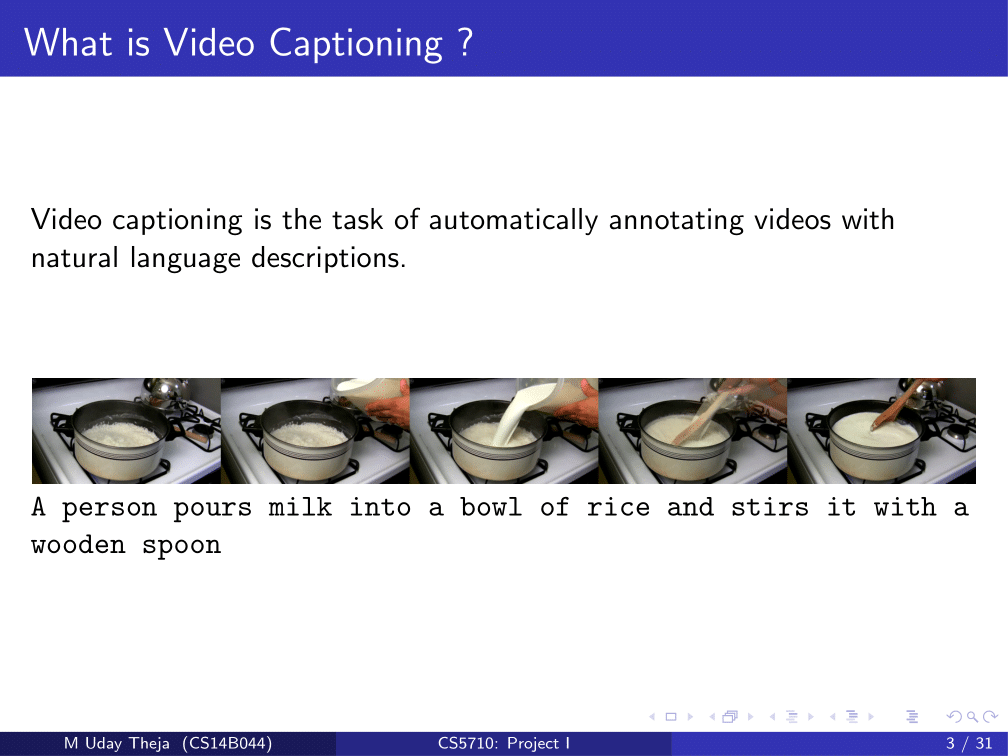 What is Video Captioning ?
Video captioning is the task of automatically annotating videos with
natural language descriptions.
A person pours milk into a bowl of rice and stirs it with a
wooden spoon
M Uday Theja (CS14B044)
CS5710: Project I
3 / 31